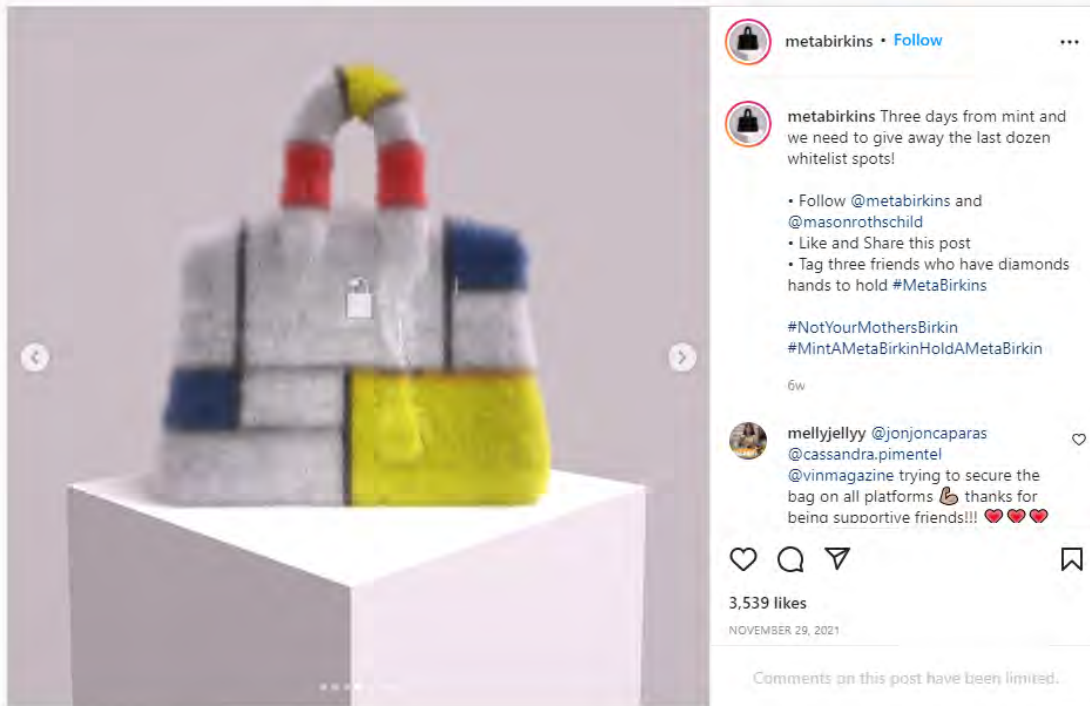 metabirkins • Follow
metabirkins Three days from mint and
we need to give away the last dozen
whitelist spots!
• Follow @metabirkins and
@masonrothschild
• Like and Share this post
• Tag three friends who have diamonds
hands to hold #MetaBirkins
#NotYourMothersBirkin
#MintAMetaBirkinHoldAMetaBirkin
6w
mellyjellyy @jonjoncaparas
@cassandra.pimentel
@vinmagazine trying to secure the
bag on all platforms 💪🏼 thanks for
being supportive friends!!! 💗💗💗
3,539 likes
NOVEMBER 29, 2021
Comments on this post have been limited.